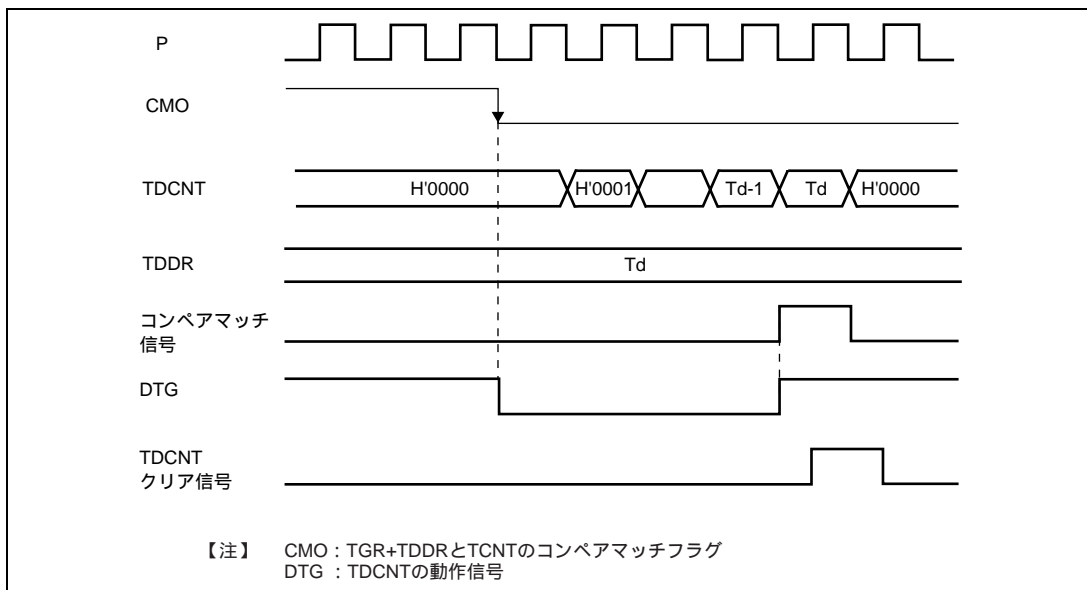 P
CMO
TDCNT
H'0000
H'0001
Td-1
Td
H'0000
TDDR
Td
コンペアマッチ
信号
DTG
TDCNT
クリア信号
【注】 CMO：TGR+TDDRとTCNTのコンペアマッチフラグ
DTG ：TDCNTの動作信号